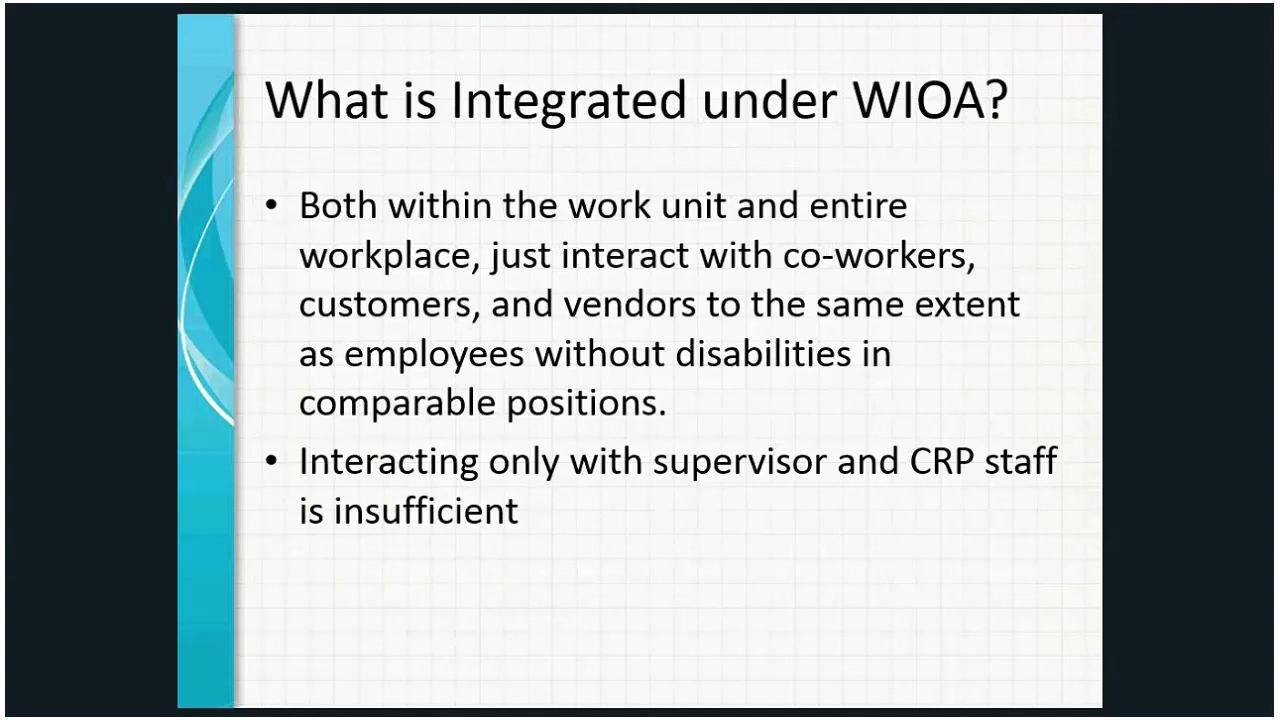 What is Integrated under WIOA?
• Both within the work unit and entire
workplace, just interact with co-workers,
customers, and vendors to the same extent
as employees without disabilities in
comparable positions.
• Interacting only with supervisor and CRP staff
is insufficient